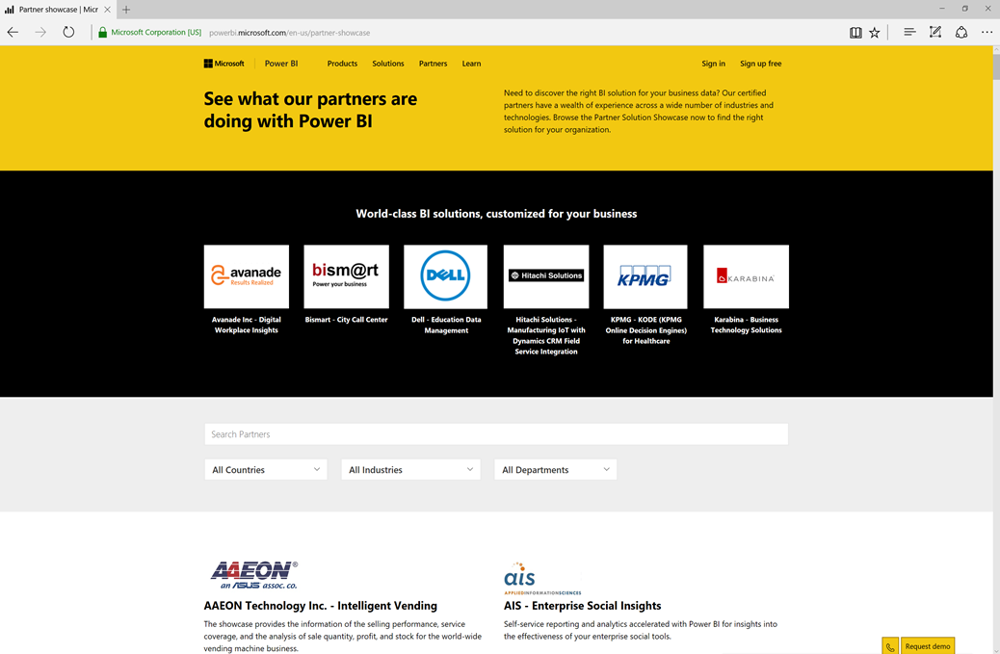 Partner showcase | Micr
Microsoft Corporation [US] powerbi.microsoft.com/en-us/partner-showcase
Microsoft Power BI Products Solutions Partners Learn Sign in Sign up free
See what our partners are
doing with Power BI
Need to discover the right BI solution for your business data? Our certified
partners have a wealth of experience across a wide number of industries and
technologies. Browse the Partner Solution Showcase now to find the right
solution for your organization.
World-class BI solutions, customized for your business
avanade
Results Realized
Avanade Inc - Digital
Workplace Insights
bism@rt
Power your business
Bismart - City Call Center
DELL
Dell - Education Data
Management
Hitachi Solutions
Hitachi Solutions -
Manufacturing IoT with
Dynamics CRM Field
Service Integration
KPMG
KPMG - KODE (KPMG
Online Decision Engines)
for Healthcare
KARABINA
Karabina - Business
Technology Solutions
Search Partners
All Countries All Industries All Departments
AAEON®
an ASUS assoc. co.
AAEON Technology Inc. - Intelligent Vending
The showcase provides the information of the selling performance, service
coverage, and the analysis of sale quantity, profit, and stock for the world-wide
vending machine business.
ais
APPLIEDINFORMATIONSCIENCES
AIS - Enterprise Social Insights
Self-service reporting and analytics accelerated with Power BI for insights into
the effectiveness of your enterprise social tools.
Request demo